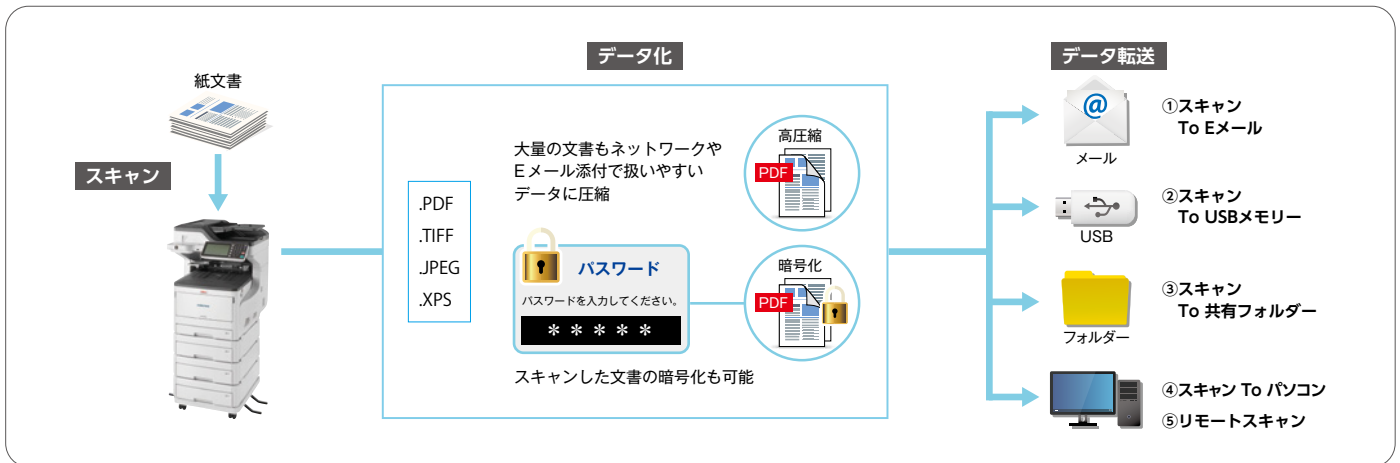 紙文書
スキャン
データ化
.PDF
.TIFF
.JPEG
.XPS
大量の文書もネットワークや
Eメール添付で扱いやすい
データに圧縮
高圧縮
PDF
パスワード
パスワードを入力してください。
＊＊＊＊＊
暗号化
PDF
スキャンした文書の暗号化も可能
データ転送
@
メール
①スキャン
To Eメール
USB
②スキャン
To USBメモリー
フォルダー
③スキャン
To 共有フォルダー
④スキャン To パソコン
⑤リモートスキャン